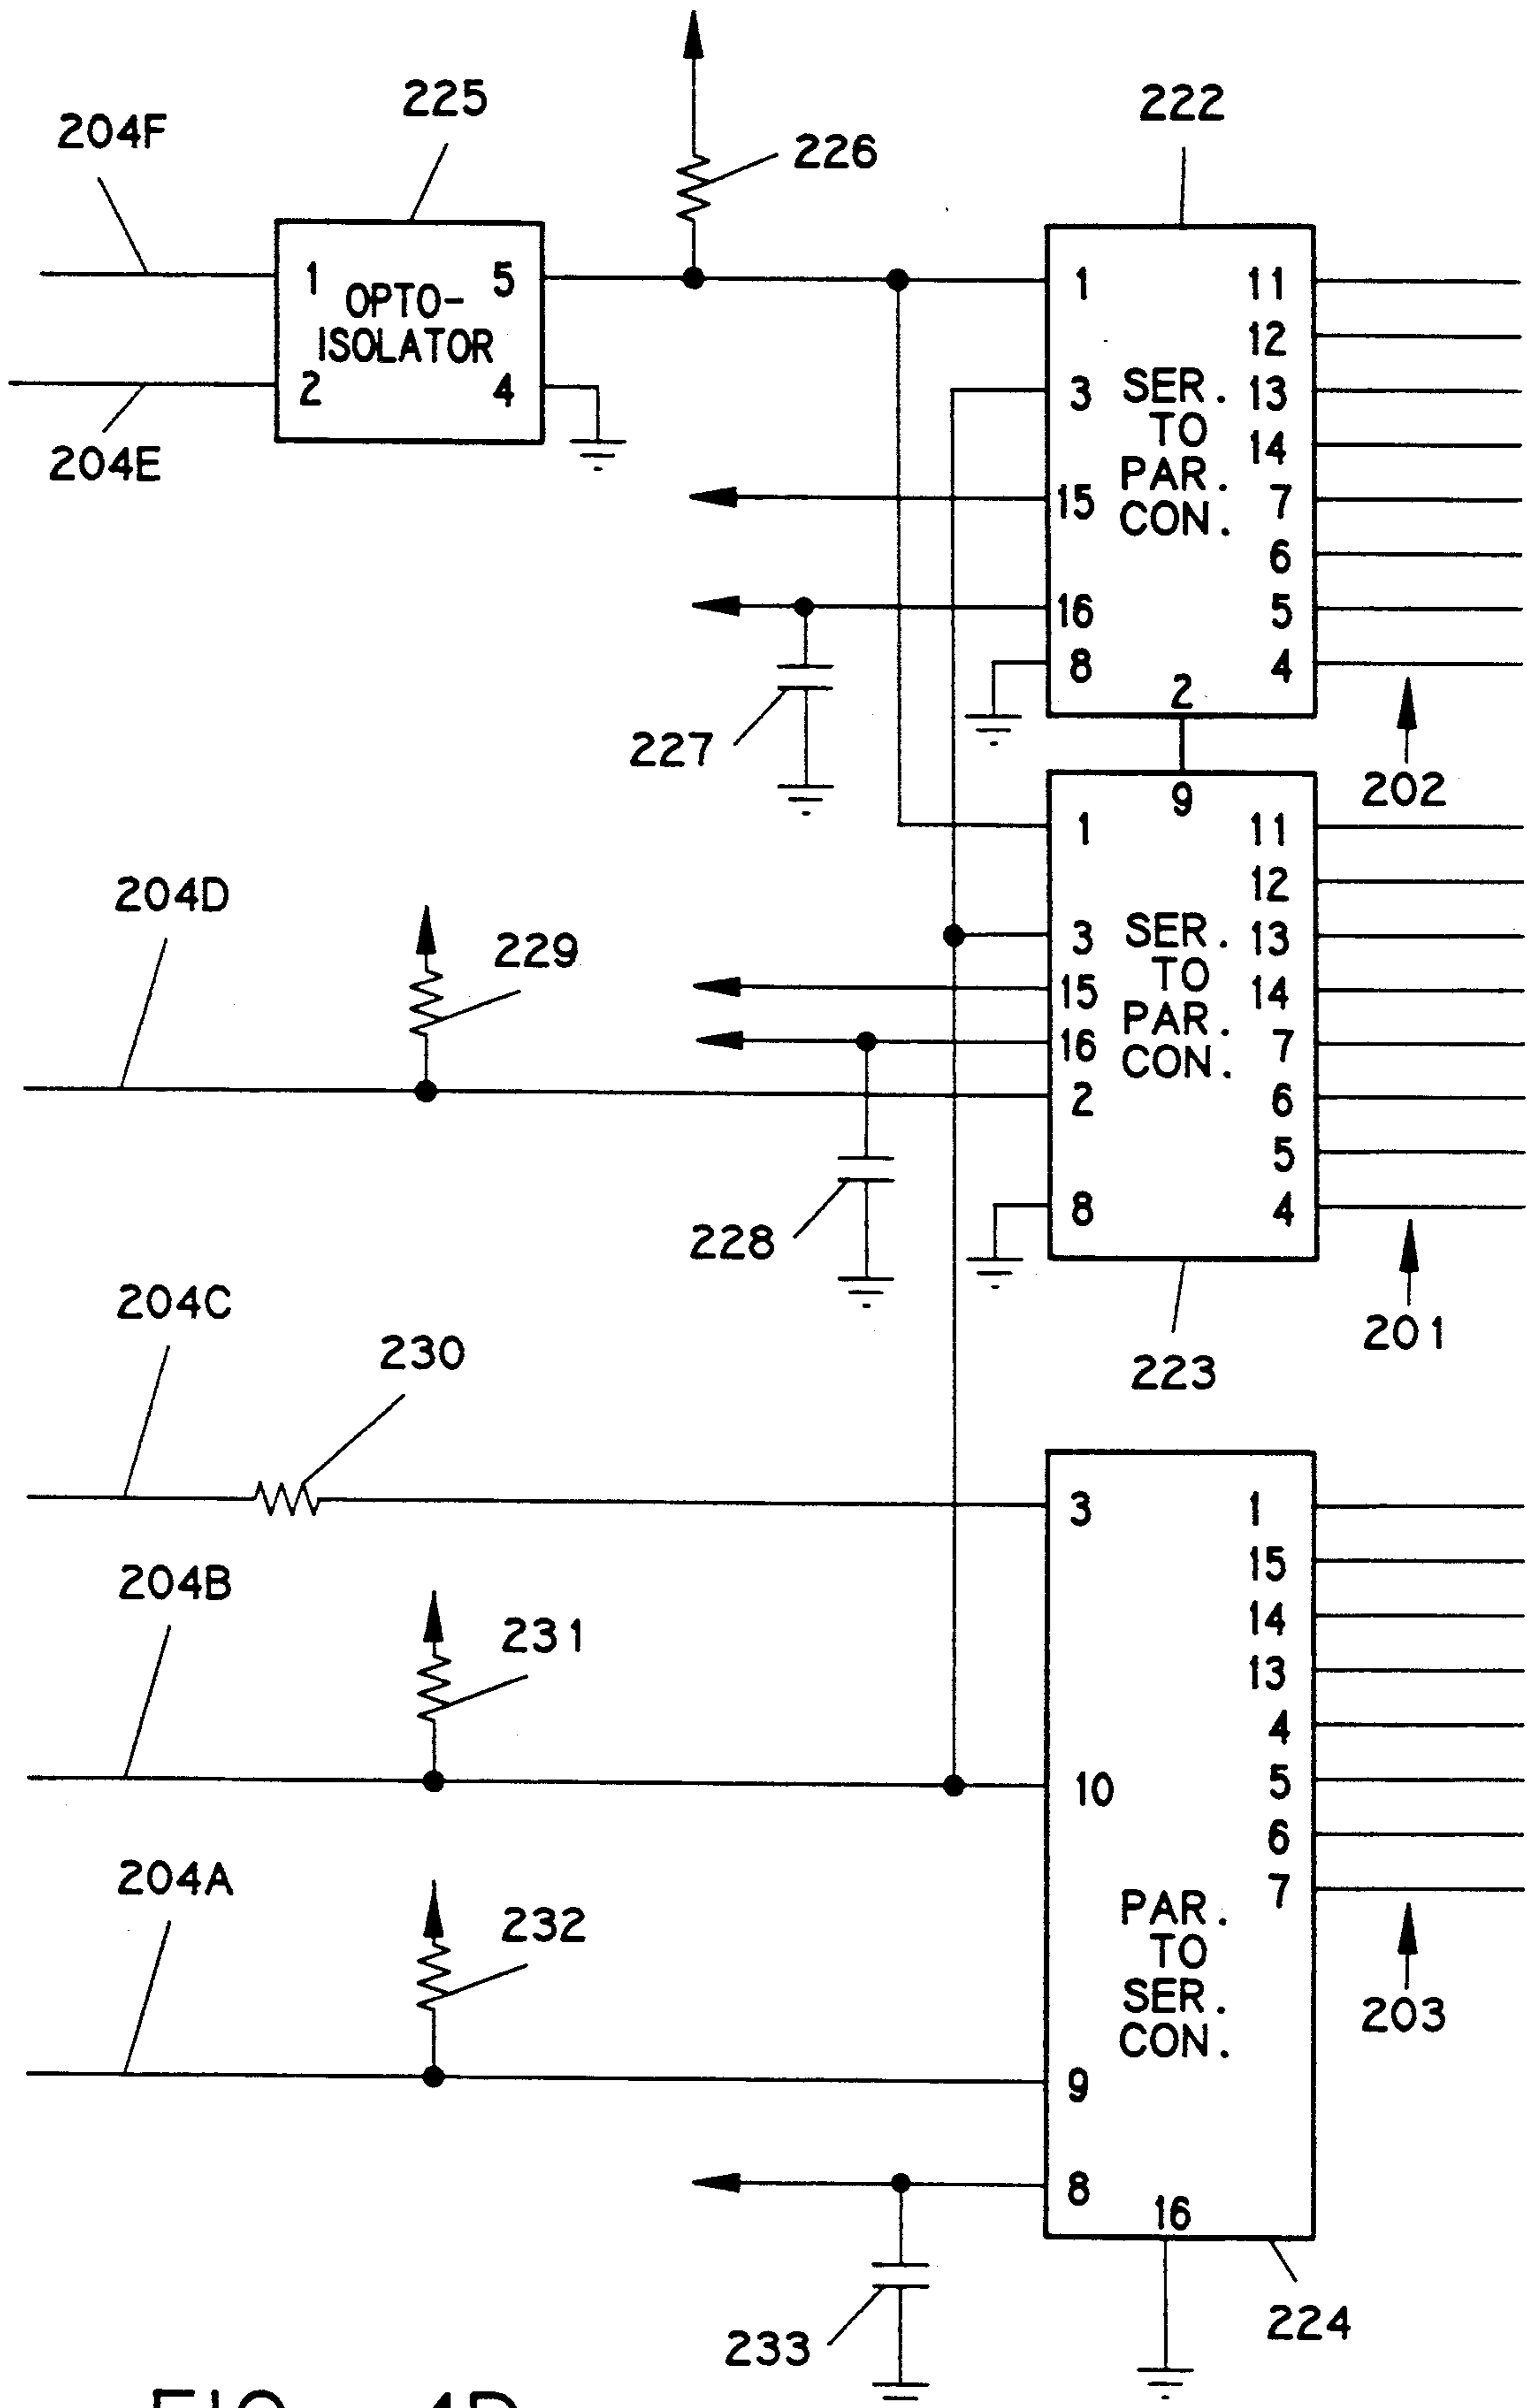 225
222
204F
226
1 5 1 11
OPTO-
ISOLATOR
12
2 4 3 SER. 13
TO
14
204E
PAR.
15 7
CON.
6
16 5
8 4
2
227
202
9
1 11
204D
12
229
3 SER. 13
TO
15 14
PAR.
16 7
CON.
2 6
5
8 4
228
204C
201
230
223
3 1
15
204B
14
231
13
4
10 5
6
204A
7
PAR.
232
TO
SER.
203
CON.
9
8
16
224
233